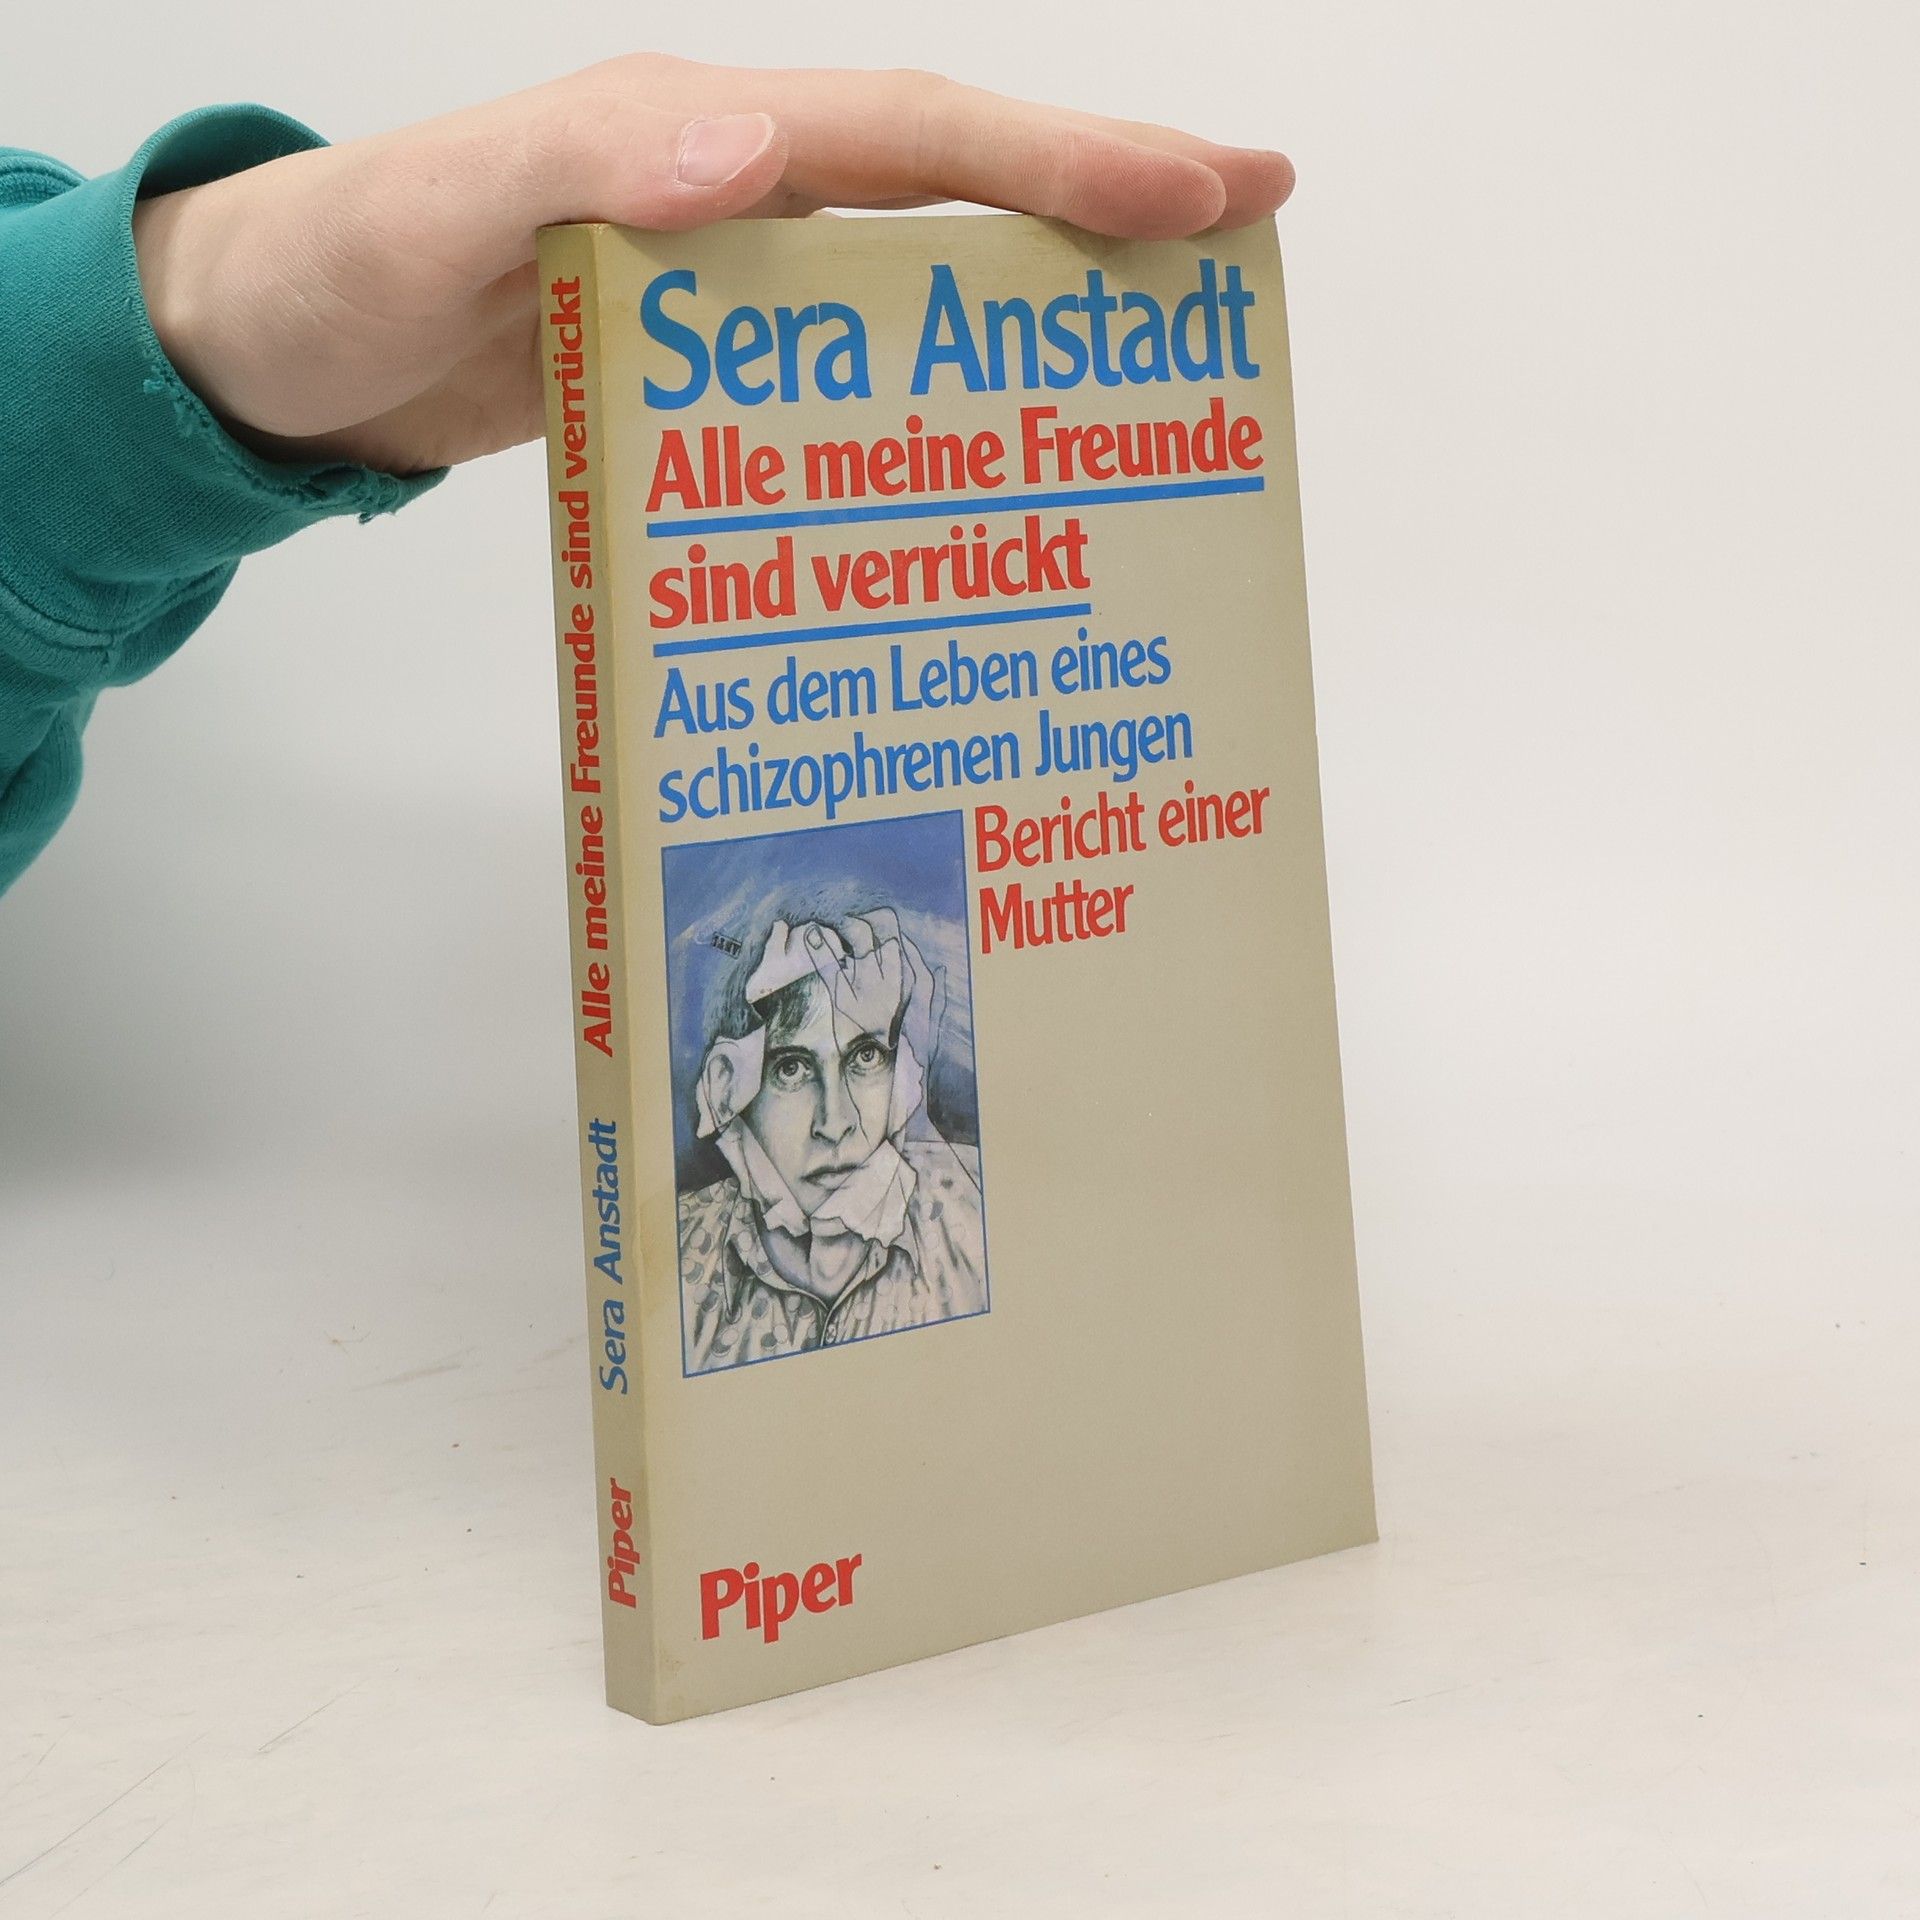 Sera Anstadt
Alle meine Freunde
sind verrückt
Aus dem Leben eines
schizophrenen Jungen
Bericht einer
Mutter
Piper
Piper Sera Anstadt Alle meine Freunde sind verrückt